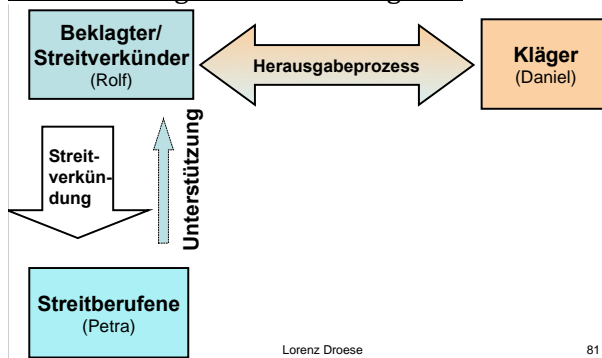 Beklagter/
Streitverkünder
(Rolf)
Herausgabeprozess
Kläger
(Daniel)
Streit-
verkün-
dung
Unterstützung
Streitberufene
(Petra)
Lorenz Droese
81